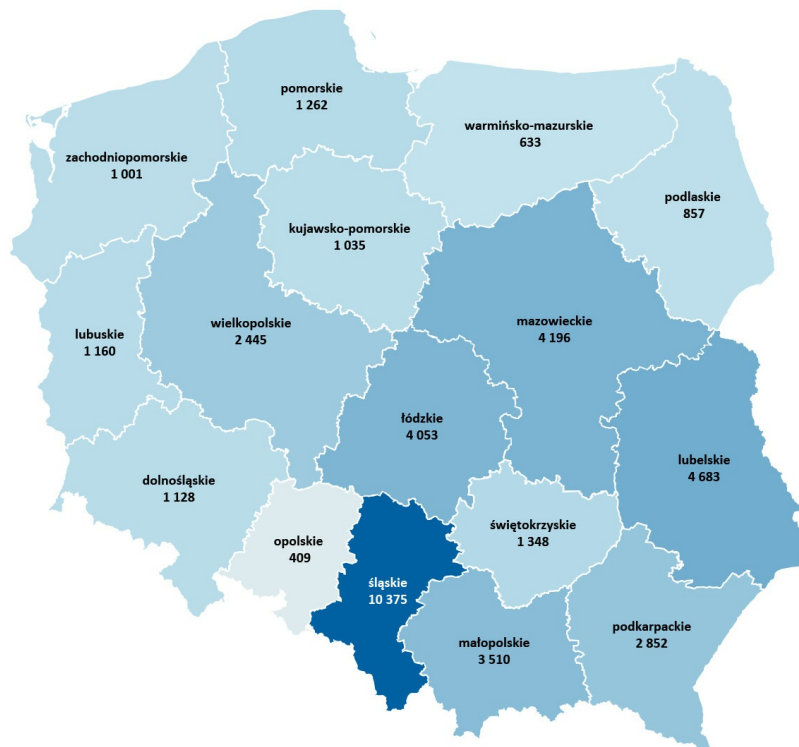 pomorskie
1 262
warmińsko-mazurskie
633
zachodniopomorskie
1 001
podlaskie
857
kujawsko-pomorskie
1 035
lubuskie
1 160
wielkopolskie
2 445
mazowieckie
4 196
łódzkie
4 053
lubelskie
4 683
dolnośląskie
1 128
opolskie
409
świętokrzyskie
1 348
śląskie
10 375
małopolskie
3 510
podkarpackie
2 852